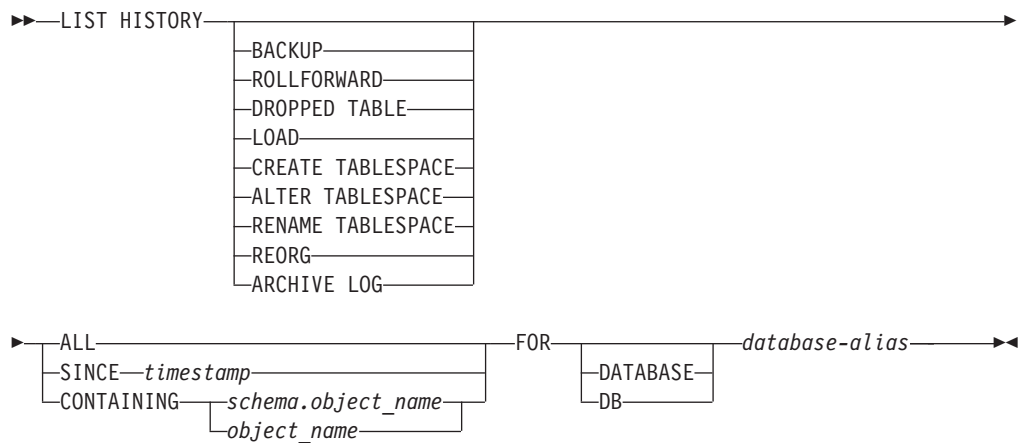 LIST HISTORY
BACKUP
ROLLFORWARD
DROPPED TABLE
LOAD
CREATE TABLESPACE
ALTER TABLESPACE
RENAME TABLESPACE
REORG
ARCHIVE LOG
ALL FOR database-alias
SINCE timestamp DATABASE
CONTAINING schema.object_name DB
object_name